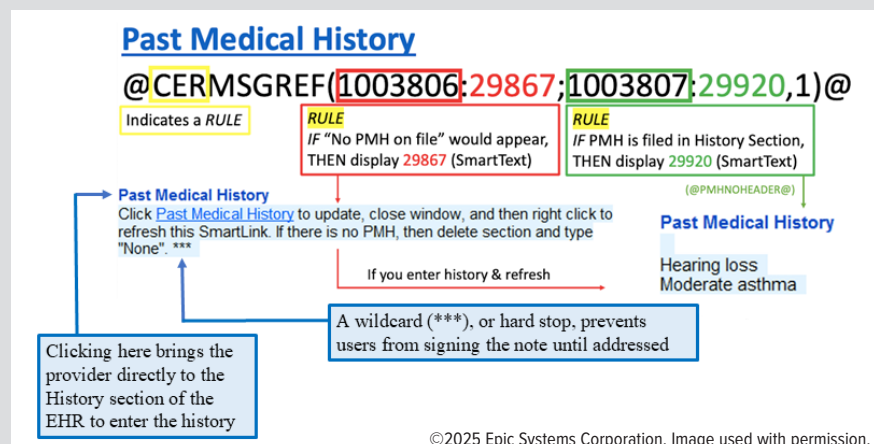 Past Medical History
@CERMSGREF(1003806:29867;1003807:29920,1)@
Indicates a RULE
RULE
IF “No PMH on file” would appear,
THEN display 29867 (SmartText)
RULE
IF PMH is filed in History Section,
THEN display 29920 (SmartText)
(@PMHNOHEADER@)
Past Medical History
Click Past Medical History to update, close window, and then right click to
refresh this SmartLink. If there is no PMH, then delete section and type
"None". ***
Past Medical History
Hearing loss
Moderate asthma
If you enter history & refresh
A wildcard (***), or hard stop, prevents
users from signing the note until addressed
Clicking here brings the
provider directly to the
History section of the
EHR to enter the history
©2025 Epic Systems Corporation. Image used with permission.